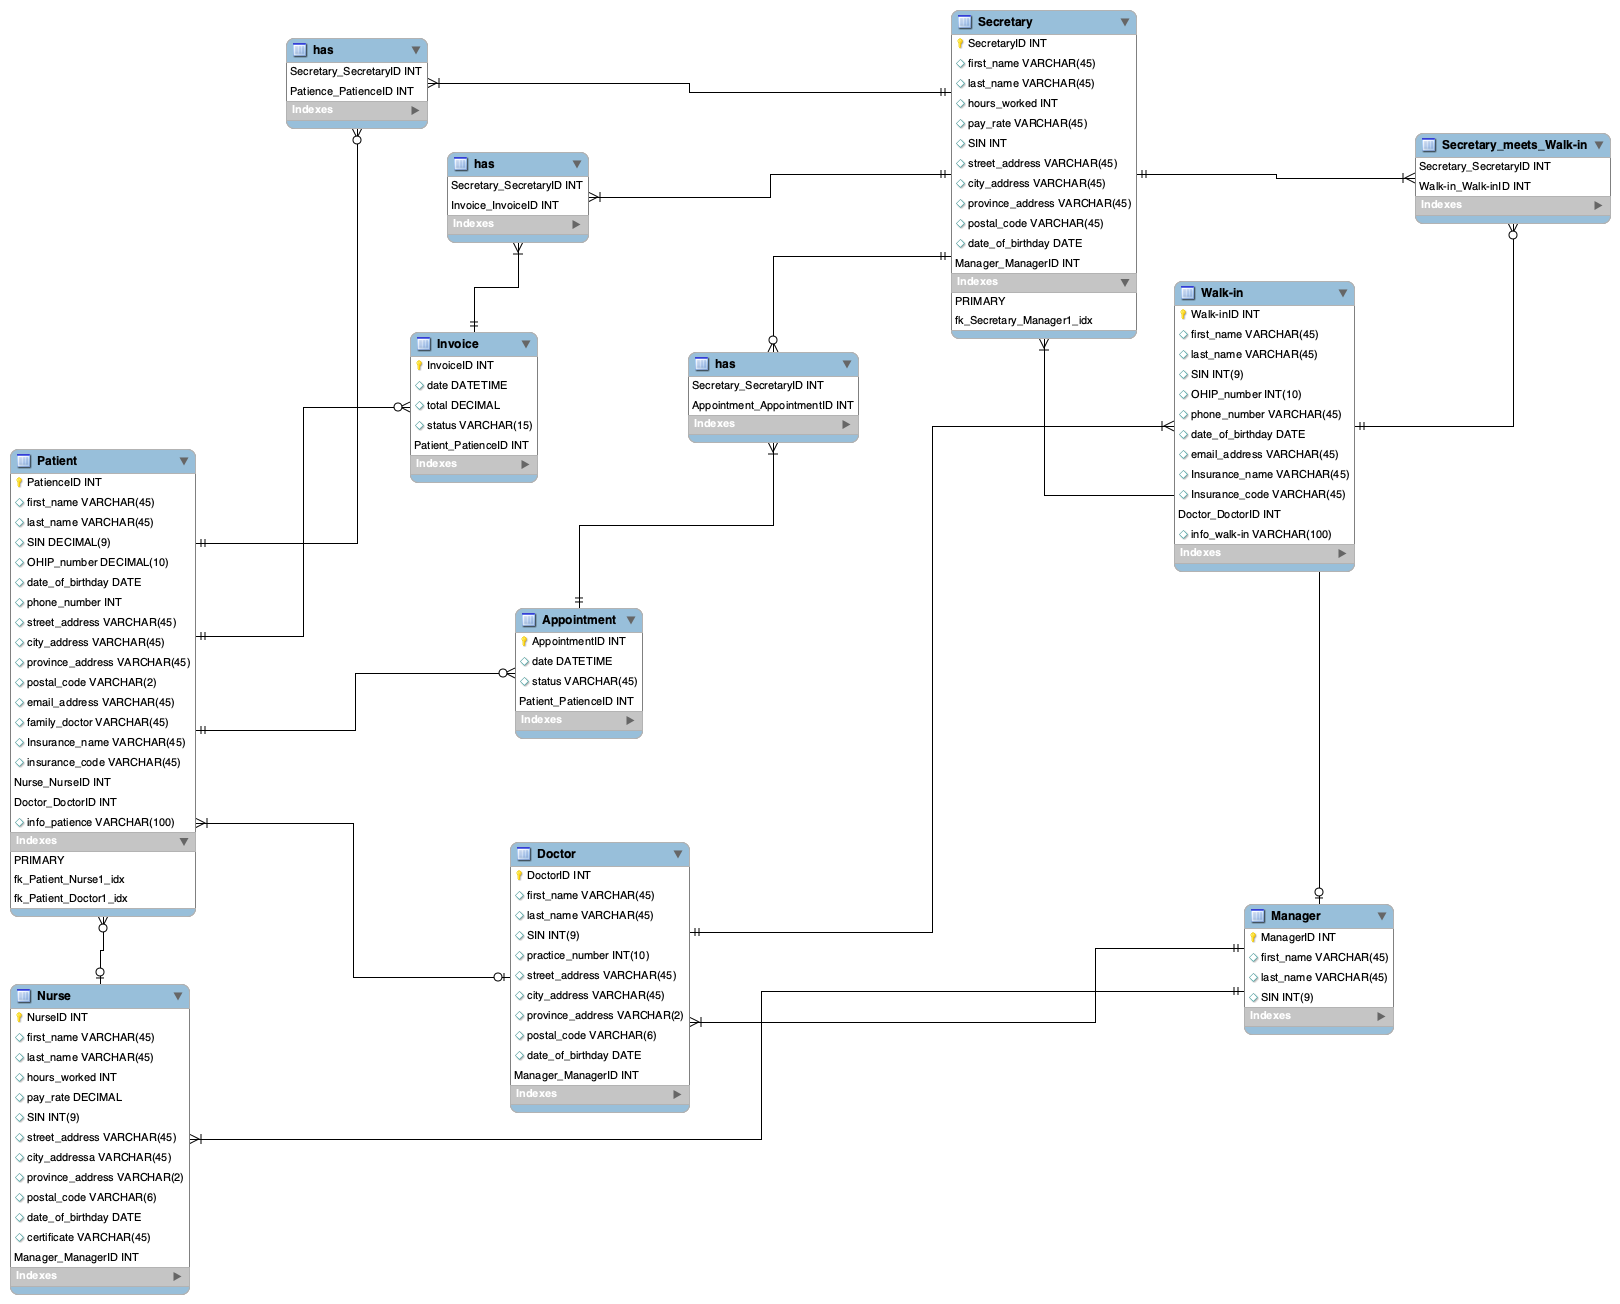 has
Secretary_SecretaryID INT
Patience_PatienceID INT
Indexes
has
Secretary_SecretaryID INT
Invoice_InvoiceID INT
Indexes
Secretary
SecretaryID INT
first_name VARCHAR(45)
last_name VARCHAR(45)
hours_worked INT
pay_rate VARCHAR(45)
SIN INT
street_address VARCHAR(45)
city_address VARCHAR(45)
province_address VARCHAR(45)
postal_code VARCHAR(45)
date_of_birthday DATE
Manager_ManagerID INT
Indexes
PRIMARY
fk_Secretary_Manager1_idx
Secretary_meets_Walk-in
Secretary_SecretaryID INT
Walk-in_Walk-inID INT
Indexes
Walk-in
Walk-inID INT
first_name VARCHAR(45)
last_name VARCHAR(45)
SIN INT(9)
OHIP_number INT(10)
phone_number VARCHAR(45)
date_of_birthday DATE
email_address VARCHAR(45)
Insurance_name VARCHAR(45)
Insurance_code VARCHAR(45)
Doctor_DoctorID INT
info_walk-in VARCHAR(100)
Indexes
Invoice
InvoiceID INT
date DATETIME
total DECIMAL
status VARCHAR(15)
Patient_PatienceID INT
Indexes
has
Secretary_SecretaryID INT
Appointment_AppointmentID INT
Indexes
Patient
PatienceID INT
first_name VARCHAR(45)
last_name VARCHAR(45)
SIN DECIMAL(9)
OHIP_number DECIMAL(10)
date_of_birthday DATE
phone_number INT
street_address VARCHAR(45)
city_address VARCHAR(45)
province_address VARCHAR(45)
postal_code VARCHAR(2)
email_address VARCHAR(45)
family_doctor VARCHAR(45)
Insurance_name VARCHAR(45)
insurance_code VARCHAR(45)
Nurse_NurseID INT
Doctor_DoctorID INT
info_patience VARCHAR(100)
Indexes
PRIMARY
fk_Patient_Nurse1_idx
fk_Patient_Doctor1_idx
Appointment
AppointmentID INT
date DATETIME
status VARCHAR(45)
Patient_PatienceID INT
Indexes
Doctor
DoctorID INT
first_name VARCHAR(45)
last_name VARCHAR(45)
SIN INT(9)
practice_number INT(10)
street_address VARCHAR(45)
city_address VARCHAR(45)
province_address VARCHAR(2)
postal_code VARCHAR(6)
date_of_birthday DATE
Manager_ManagerID INT
Indexes
Manager
ManagerID INT
first_name VARCHAR(45)
last_name VARCHAR(45)
SIN INT(9)
Indexes
Nurse
NurseID INT
first_name VARCHAR(45)
last_name VARCHAR(45)
hours_worked INT
pay_rate DECIMAL
SIN INT(9)
street_address VARCHAR(45)
city_addressa VARCHAR(45)
province_address VARCHAR(2)
postal_code VARCHAR(6)
date_of_birthday DATE
certificate VARCHAR(45)
Manager_ManagerID INT
Indexes